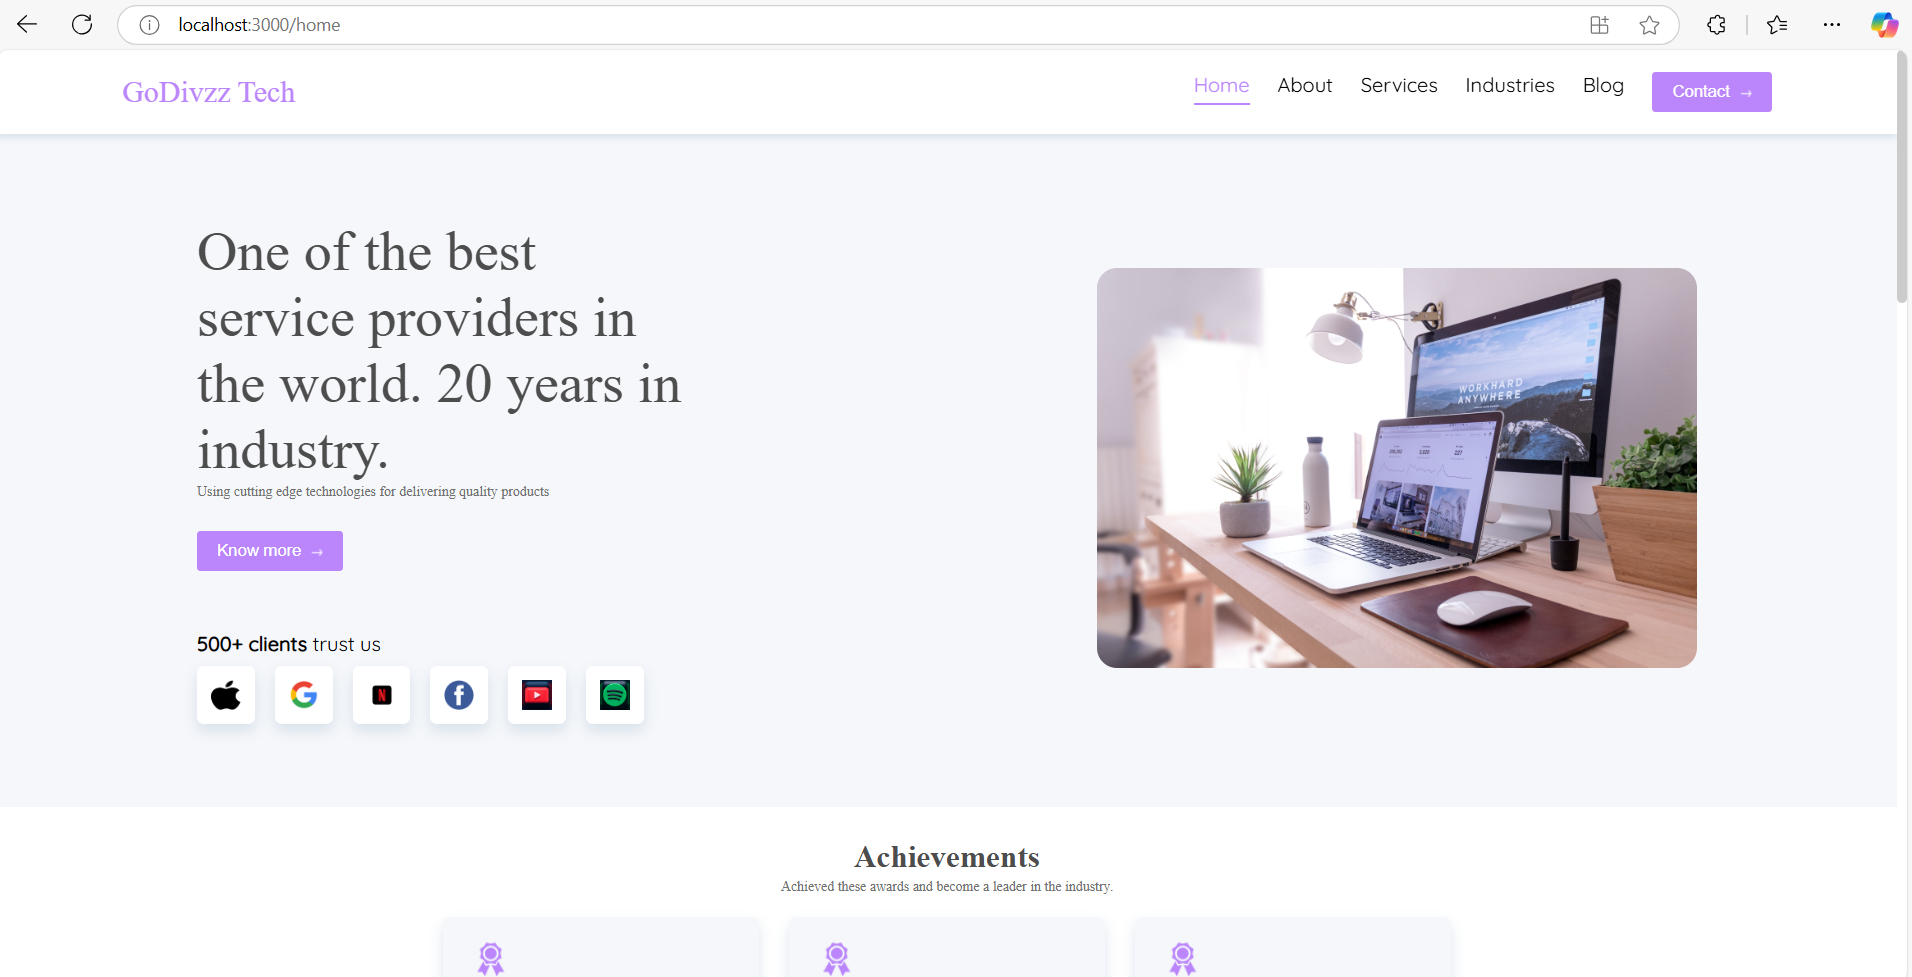 localhost:3000/home
GoDivzz Tech
Home About Services Industries Blog Contact →
One of the best
service providers in
the world. 20 years in
industry.
Using cutting edge technologies for delivering quality products
Know more →
WORKHARD
ANYWHERE
500+ clients trust us
Achievements
Achieved these awards and become a leader in the industry.